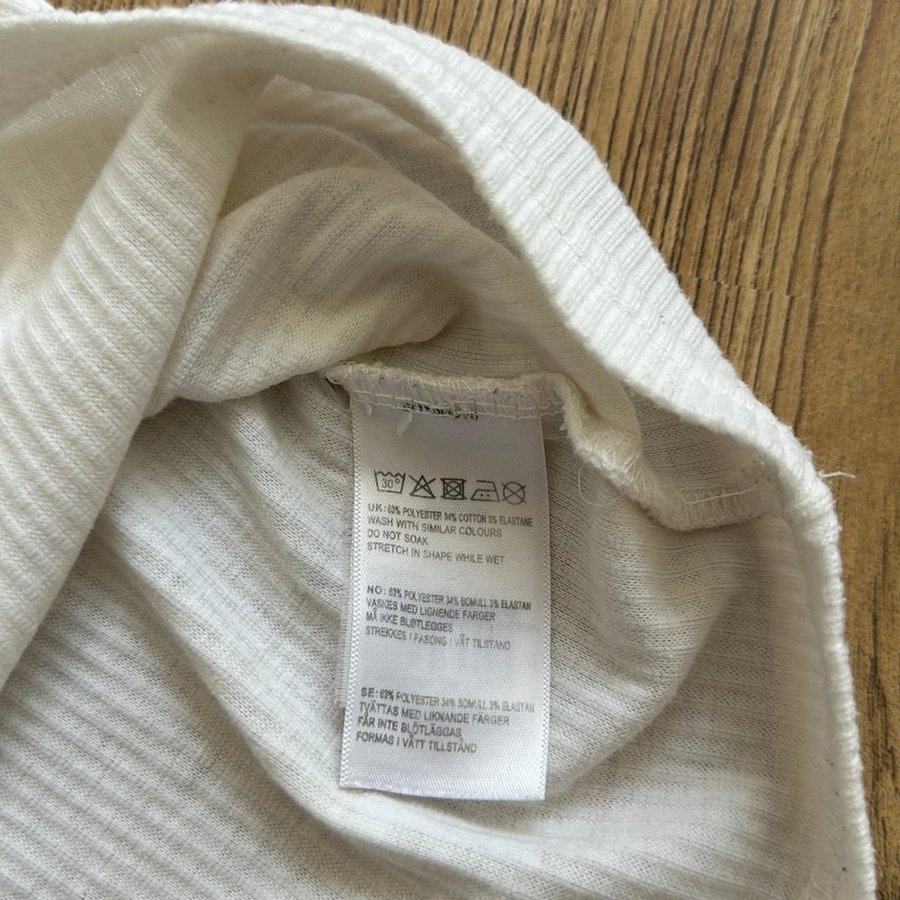 30°
UK: 63% POLYESTER 34% COTTON 3% ELASTANE
WASH WITH SIMILAR COLOURS
DO NOT SOAK
STRETCH IN SHAPE WHILE WET
NO: 63% POLYESTER 34% BOMULL 3% ELASTAN
VASKES MED LIGNENDE FARGER
MÅ IKKE BLØTLEGGES
STREKKES I FASONG I VÅT TILSTAND
SE: 63% POLYESTER 34% BOMULL 3% ELASTAN
TVÄTTAS MED LIKNANDE FÄRGER
FÅR INTE BLÖTLÄGGAS
FORMAS I VÅTT TILLSTÅND